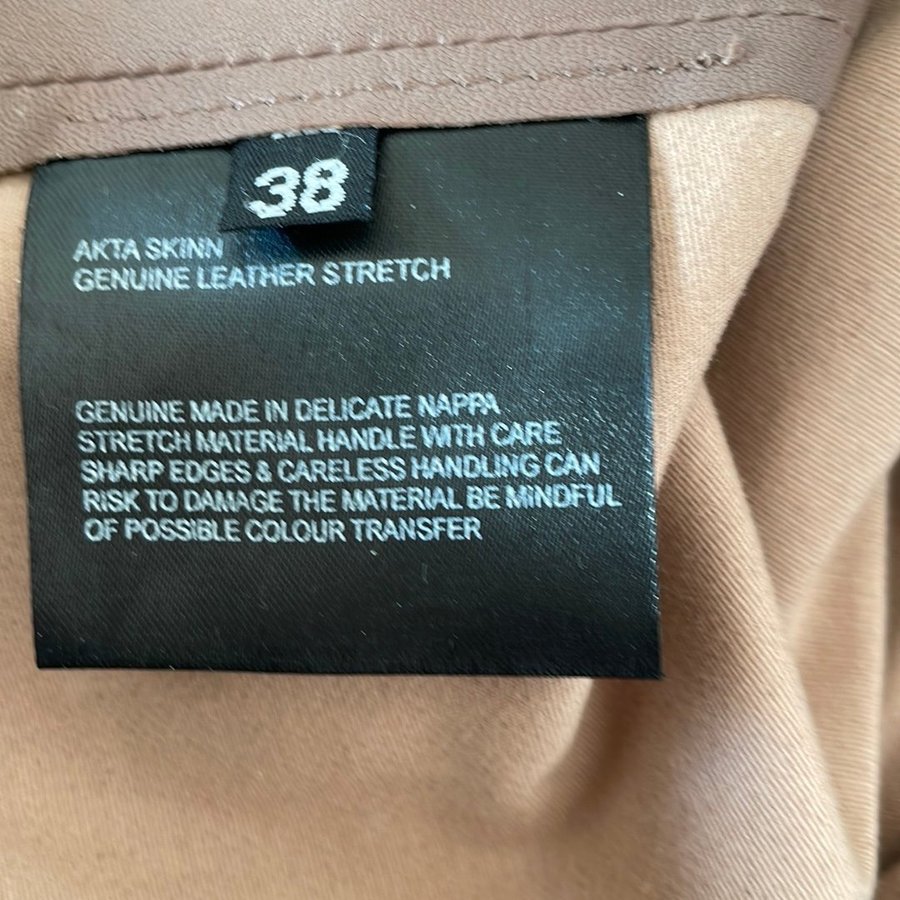 38
AKTA SKINN
GENUINE LEATHER STRETCH
GENUINE MADE IN DELICATE NAPPA
STRETCH MATERIAL HANDLE WITH CARE
SHARP EDGES & CARELESS HANDLING CAN
RISK TO DAMAGE THE MATERIAL BE MINDFUL
OF POSSIBLE COLOUR TRANSFER